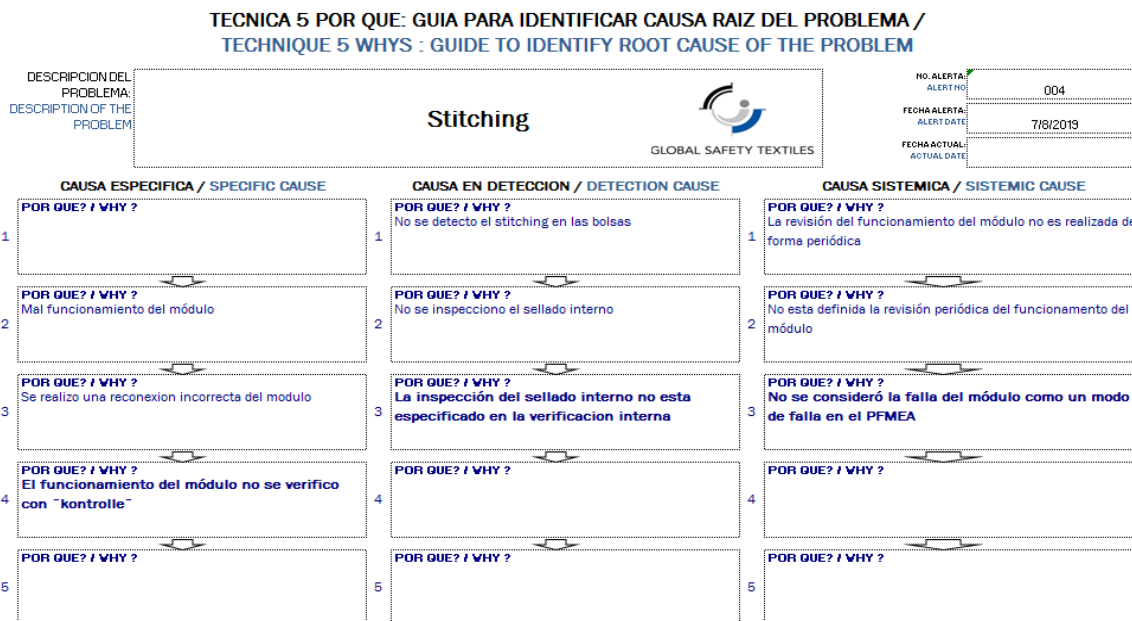 TECNICA 5 POR QUE: GUIA PARA IDENTIFICAR CAUSA RAIZ DEL PROBLEMA /
TECHNIQUE 5 WHYS : GUIDE TO IDENTIFY ROOT CAUSE OF THE PROBLEM
DESCRIPCION DEL
PROBLEMA:
DESCRIPTION OF THE
PROBLEM
Stitching
GLOBAL SAFETY TEXTILES
NO. ALERTA:
ALERT NO
004
FECHA ALERTA:
ALERT DATE
7/8/2019
FECHA ACTUAL:
ACTUAL DATE
CAUSA ESPECIFICA / SPECIFIC CAUSE
CAUSA EN DETECCION / DETECTION CAUSE
CAUSA SISTEMICA / SISTEMIC CAUSE
1
POR QUE? / WHY ?
1
POR QUE? / WHY ?
No se detecto el stitching en las bolsas
1
POR QUE? / WHY ?
La revisión del funcionamiento del módulo no es realizada de
forma periódica
2
POR QUE? / WHY ?
Mal funcionamiento del módulo
2
POR QUE? / WHY ?
No se inspecciono el sellado interno
2
POR QUE? / WHY ?
No esta definida la revisión periódica del funcionamento del
módulo
3
POR QUE? / WHY ?
Se realizo una reconexion incorrecta del modulo
3
POR QUE? / WHY ?
La inspección del sellado interno no esta
especificado en la verificacion interna
3
POR QUE? / WHY ?
No se consideró la falla del módulo como un modo
de falla en el PFMEA
4
POR QUE? / WHY ?
El funcionamiento del módulo no se verifico
con ¨kontrolle¨
4
POR QUE? / WHY ?
4
POR QUE? / WHY ?
5
POR QUE? / WHY ?
5
POR QUE? / WHY ?
5
POR QUE? / WHY ?